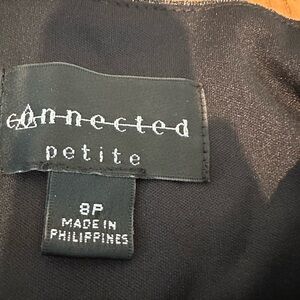 connected
petite
8P
MADE IN
PHILIPPINES